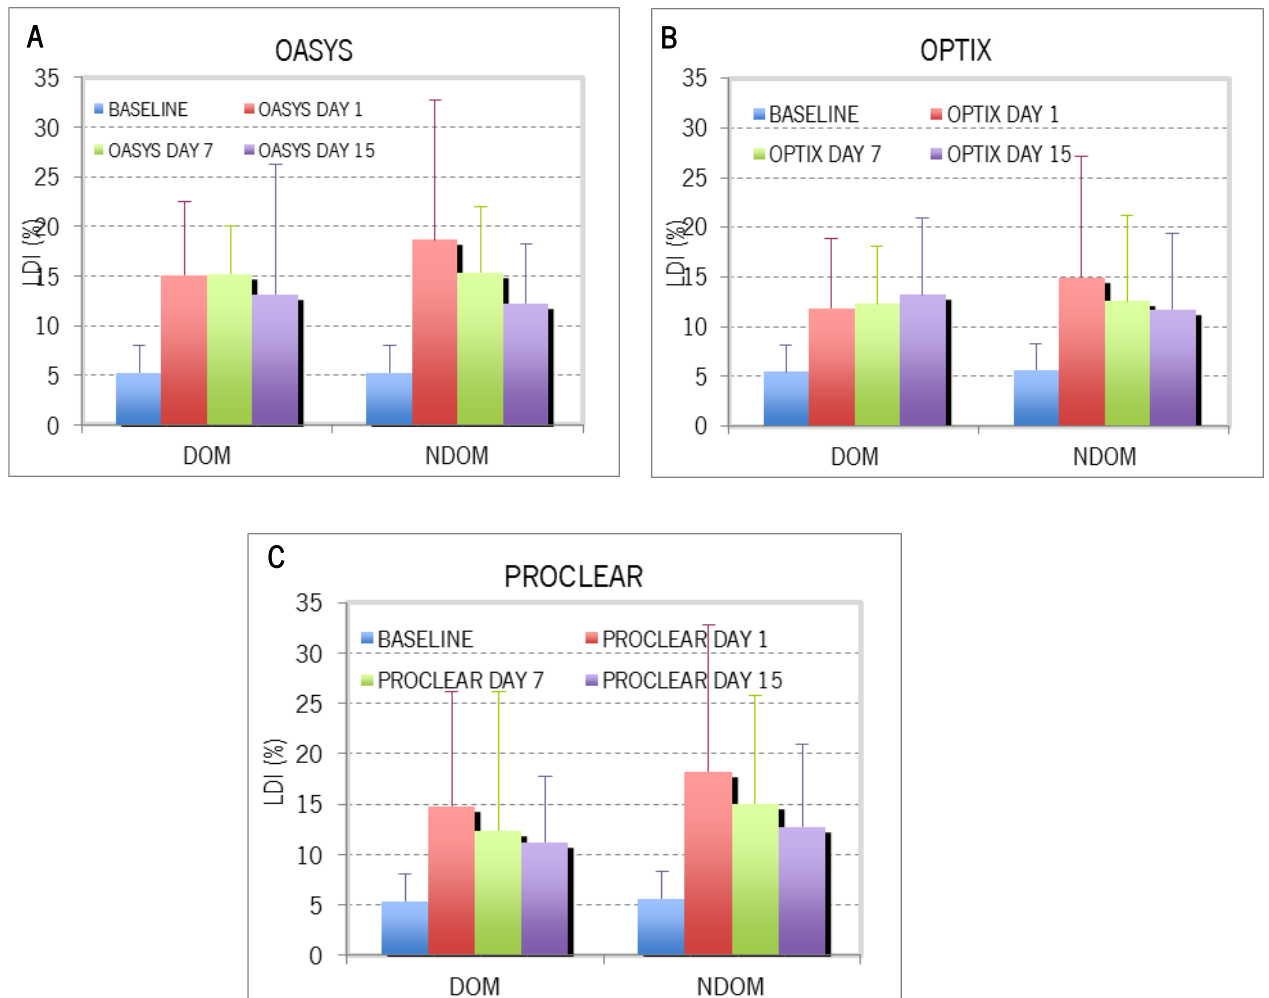 A
OASYS
35
BASELINE OASYS DAY 1
30
OASYS DAY 7 OASYS DAY 15
25
20
LDI (%)
15
10
5
0
DOM NDOM
B
OPTIX
35
BASELINE OPTIX DAY 1
30
OPTIX DAY 7 OPTIX DAY 15
25
20
LDI (%)
15
10
5
0
DOM NDOM
C
PROCLEAR
35
BASELINE PROCLEAR DAY 1
30
PROCLEAR DAY 7 PROCLEAR DAY 15
25
20
LDI (%)
15
10
5
0
DOM NDOM